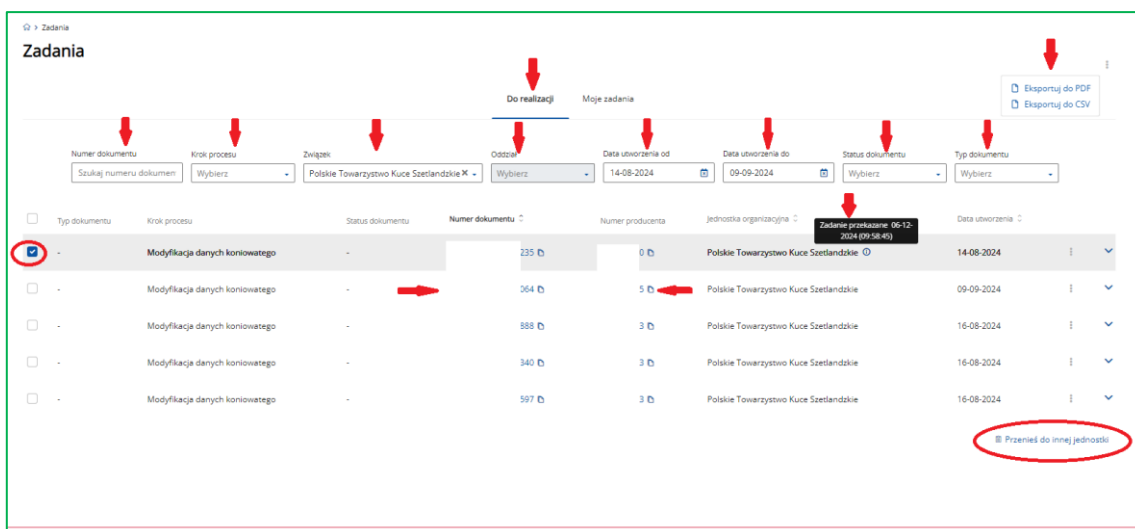 > Zadania
Zadania
Do realizacji Moje zadania
Eksportuj do PDF
Eksportuj do CSV
Numer dokumentu Krok procesu Związek Oddział Data utworzenia od Data utworzenia do Status dokumentu Typ dokumentu
Szukaj numeru dokumen Wybierz Polskie Towarzystwo Kuce Szetlandzkie Wybierz 14-08-2024 09-09-2024 Wybierz Wybierz
Typ dokumentu Krok procesu Status dokumentu Numer dokumentu Numer producenta Jednostka organizacyjna Data utworzenia
Zadanie przekazane 06-12-
2024 (09:58:45)
- Modyfikacja danych koniowatego - 235 0 Polskie Towarzystwo Kuce Szetlandzkie 14-08-2024
- Modyfikacja danych koniowatego - 064 5 Polskie Towarzystwo Kuce Szetlandzkie 09-09-2024
- Modyfikacja danych koniowatego - 888 3 Polskie Towarzystwo Kuce Szetlandzkie 16-08-2024
- Modyfikacja danych koniowatego - 340 3 Polskie Towarzystwo Kuce Szetlandzkie 16-08-2024
- Modyfikacja danych koniowatego - 597 3 Polskie Towarzystwo Kuce Szetlandzkie 16-08-2024
Przenieś do innej jednostki